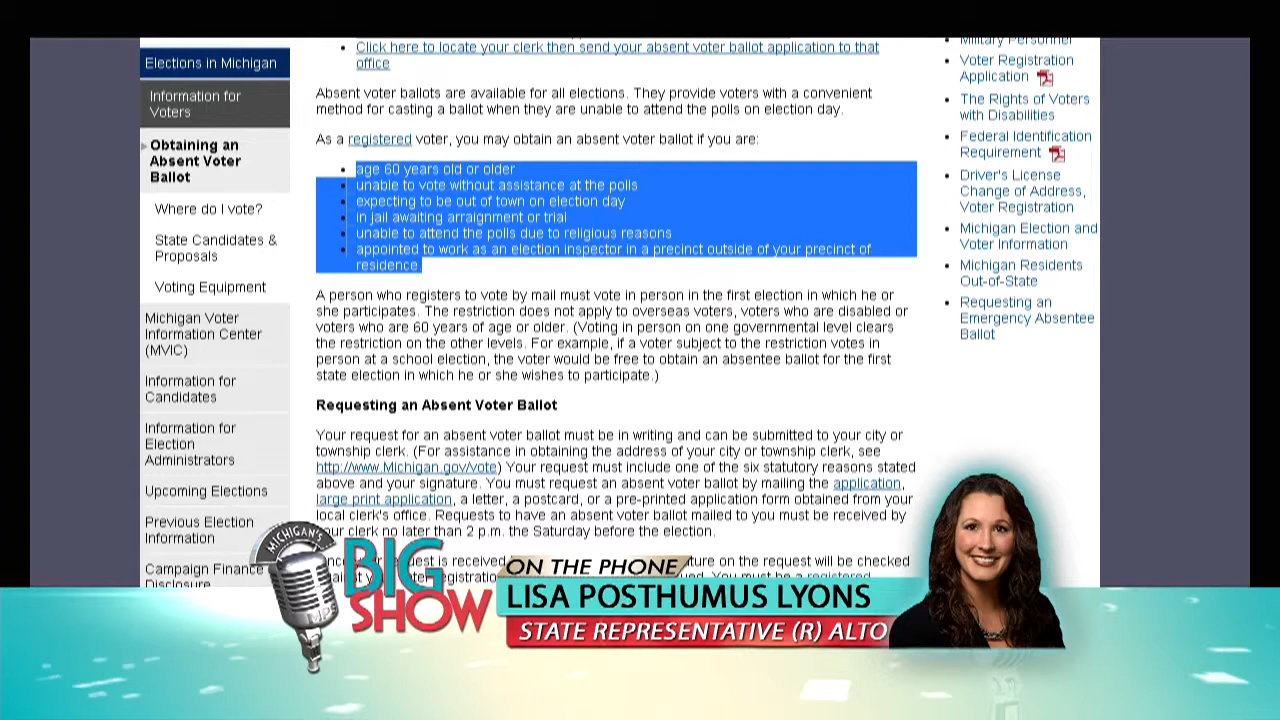 Elections in Michigan
Information for
Voters
Obtaining an
Absent Voter
Ballot
Where do I vote?
State Candidates &
Proposals
Voting Equipment
Michigan Voter
Information Center
(MVIC)
Information for
Candidates
Information for
Election
Administrators
Upcoming Elections
Previous Election
Information
Campaign Finance
Disclosure
Click here to locate your clerk then send your absent voter ballot application to that
office
Absent voter ballots are available for all elections. They provide voters with a convenient
method for casting a ballot when they are unable to attend the polls on election day.
As a registered voter, you may obtain an absent voter ballot if you are:
age 60 years old or older
unable to vote without assistance at the polls
expecting to be out of town on election day
in jail awaiting arraignment or trial
unable to attend the polls due to religious reasons
appointed to work as an election inspector in a precinct outside of your precinct of
residence
A person who registers to vote by mail must vote in person in the first election in which he or
she participates. The restriction does not apply to overseas voters, voters who are disabled or
voters who are 60 years of age or older. (Voting in person on one governmental level clears
the restriction on the other levels. For example, if a voter subject to the restriction votes in
person at a school election, the voter would be free to obtain an absentee ballot for the first
state election in which he or she wishes to participate.)
Requesting an Absent Voter Ballot
Your request for an absent voter ballot must be in writing and can be submitted to your city or
township clerk. (For assistance in obtaining the address of your city or township clerk, see
http://www.Michigan.gov/vote) Your request must include one of the six statutory reasons stated
above and your signature. You must request an absent voter ballot by mailing the application,
large print application, a letter, a postcard, or a pre-printed application form obtained from your
local clerk's office. Requests to have an absent voter ballot mailed to you must be received by
clerk no later than 2 p.m. the Saturday before the election.
is received on the request will be checked
You must be a registered
Military Personnel
Voter Registration
Application
The Rights of Voters
with Disabilities
Federal Identification
Requirement
Driver's License
Change of Address,
Voter Registration
Michigan Election and
Voter Information
Michigan Residents
Out-of-State
Requesting an
Emergency Absentee
Ballot
MICHIGAN'S
BIG
SHOW
ON THE PHONE
LISA POSTHUMUS LYONS
STATE REPRESENTATIVE (R) ALTO